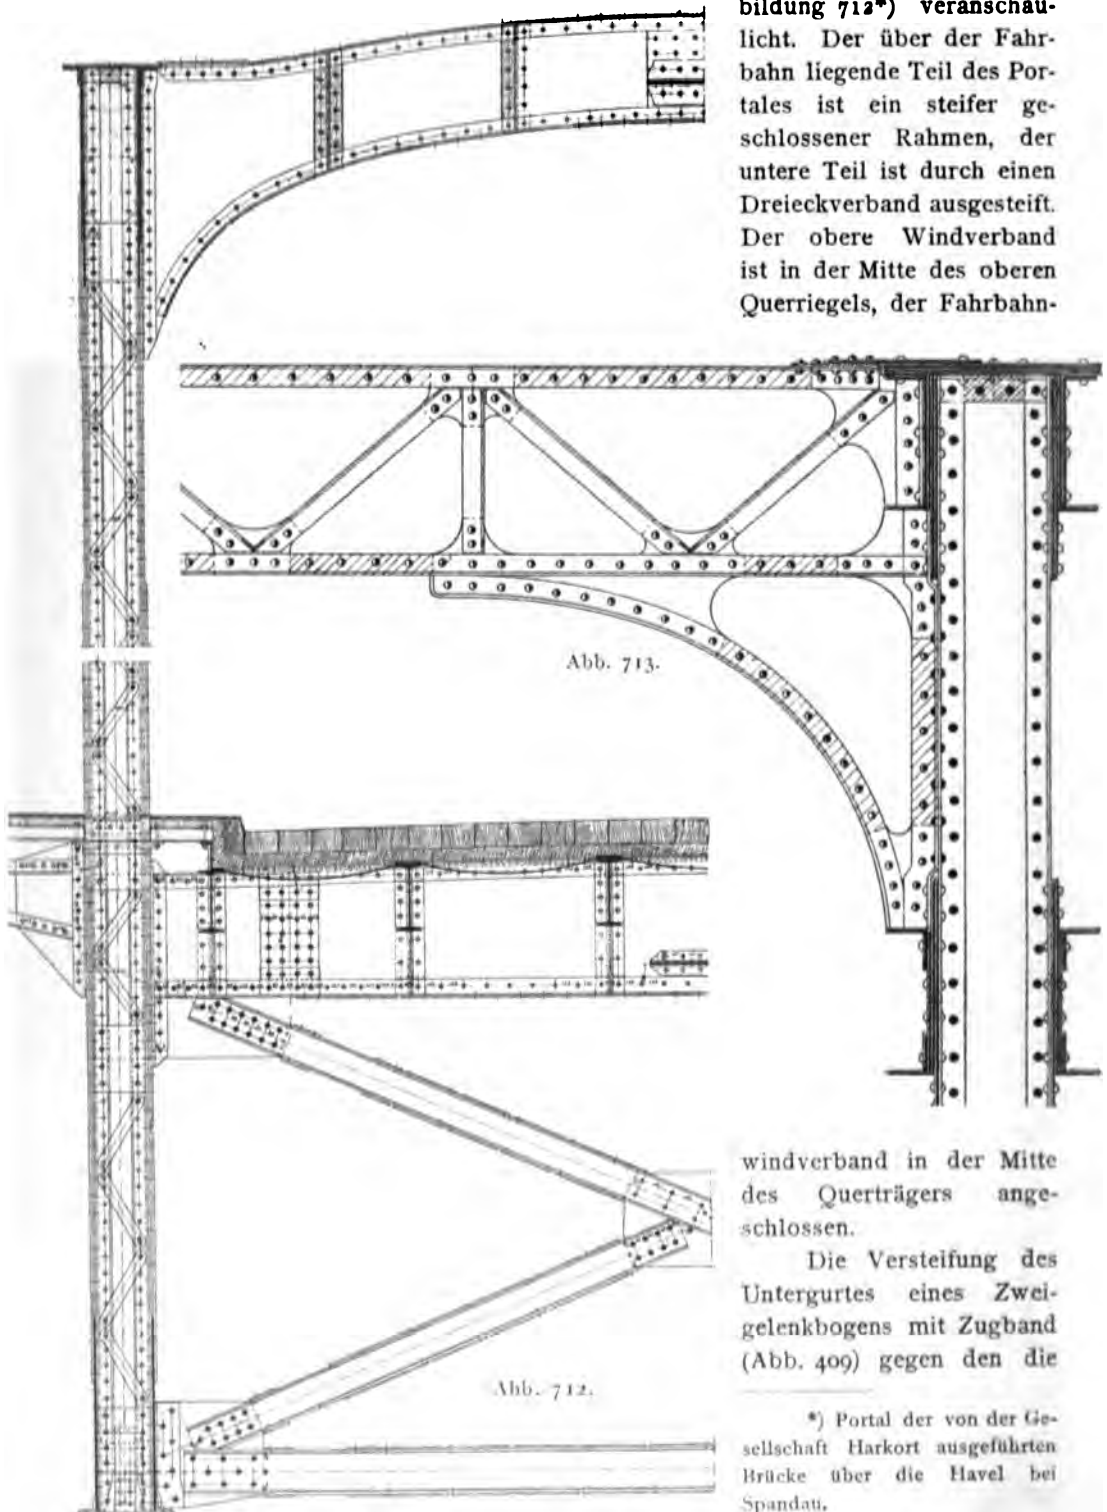 bildung 712*) veranschau-
licht. Der über der Fahr-
bahn liegende Teil des Por-
tales ist ein steifer ge-
schlossener Rahmen, der
untere Teil ist durch einen
Dreieckverband ausgesteift.
Der obere Windverband
ist in der Mitte des oberen
Querriegels, der Fahrbahn-
Abb. 713.
windverband in der Mitte
des Querträgers ange-
schlossen.
Die Versteifung des
Untergurtes eines Zwei-
gelenkbogens mit Zugband
(Abb. 409) gegen den die
Abb. 712.
*) Portal der von der Ge-
sellschaft Harkort ausgeführten
Brücke über die Havel bei
Spandau.